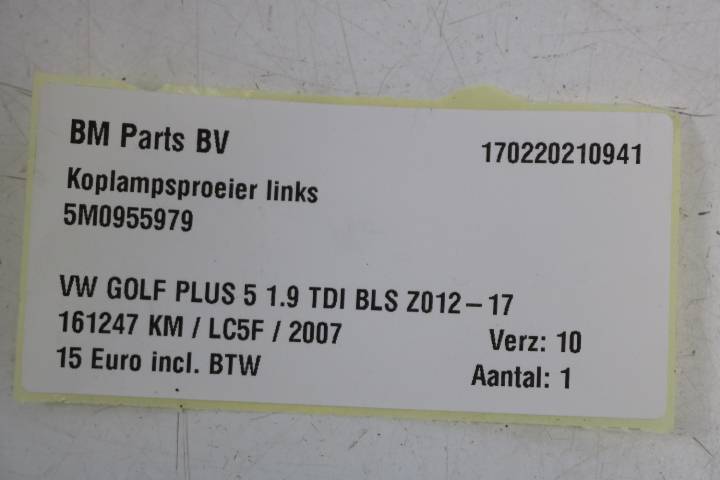 BM Parts BV 170220210941
Koplampsproeier links
5M0955979
VW GOLF PLUS 5 1.9 TDI BLS Z012-17
161247 KM / LC5F / 2007 Verz: 10
15 Euro incl. BTW Aantal: 1